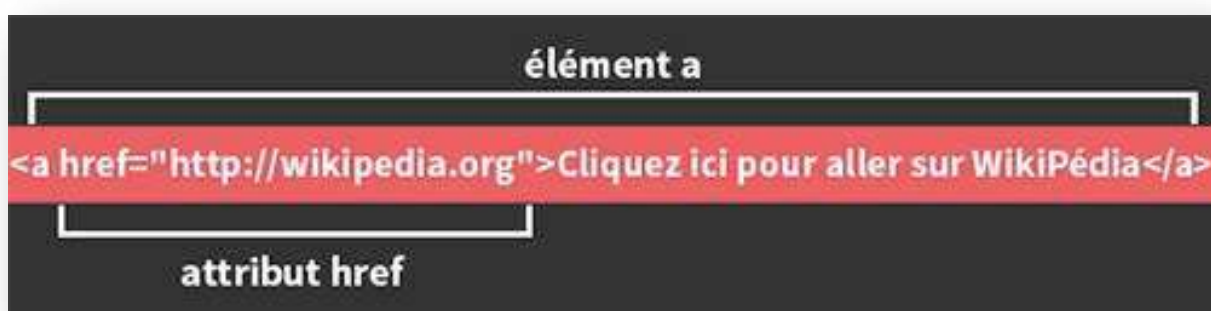 élément a
<a href="http://wikipedia.org">Cliquez ici pour aller sur WikiPédia</a>
attribut href